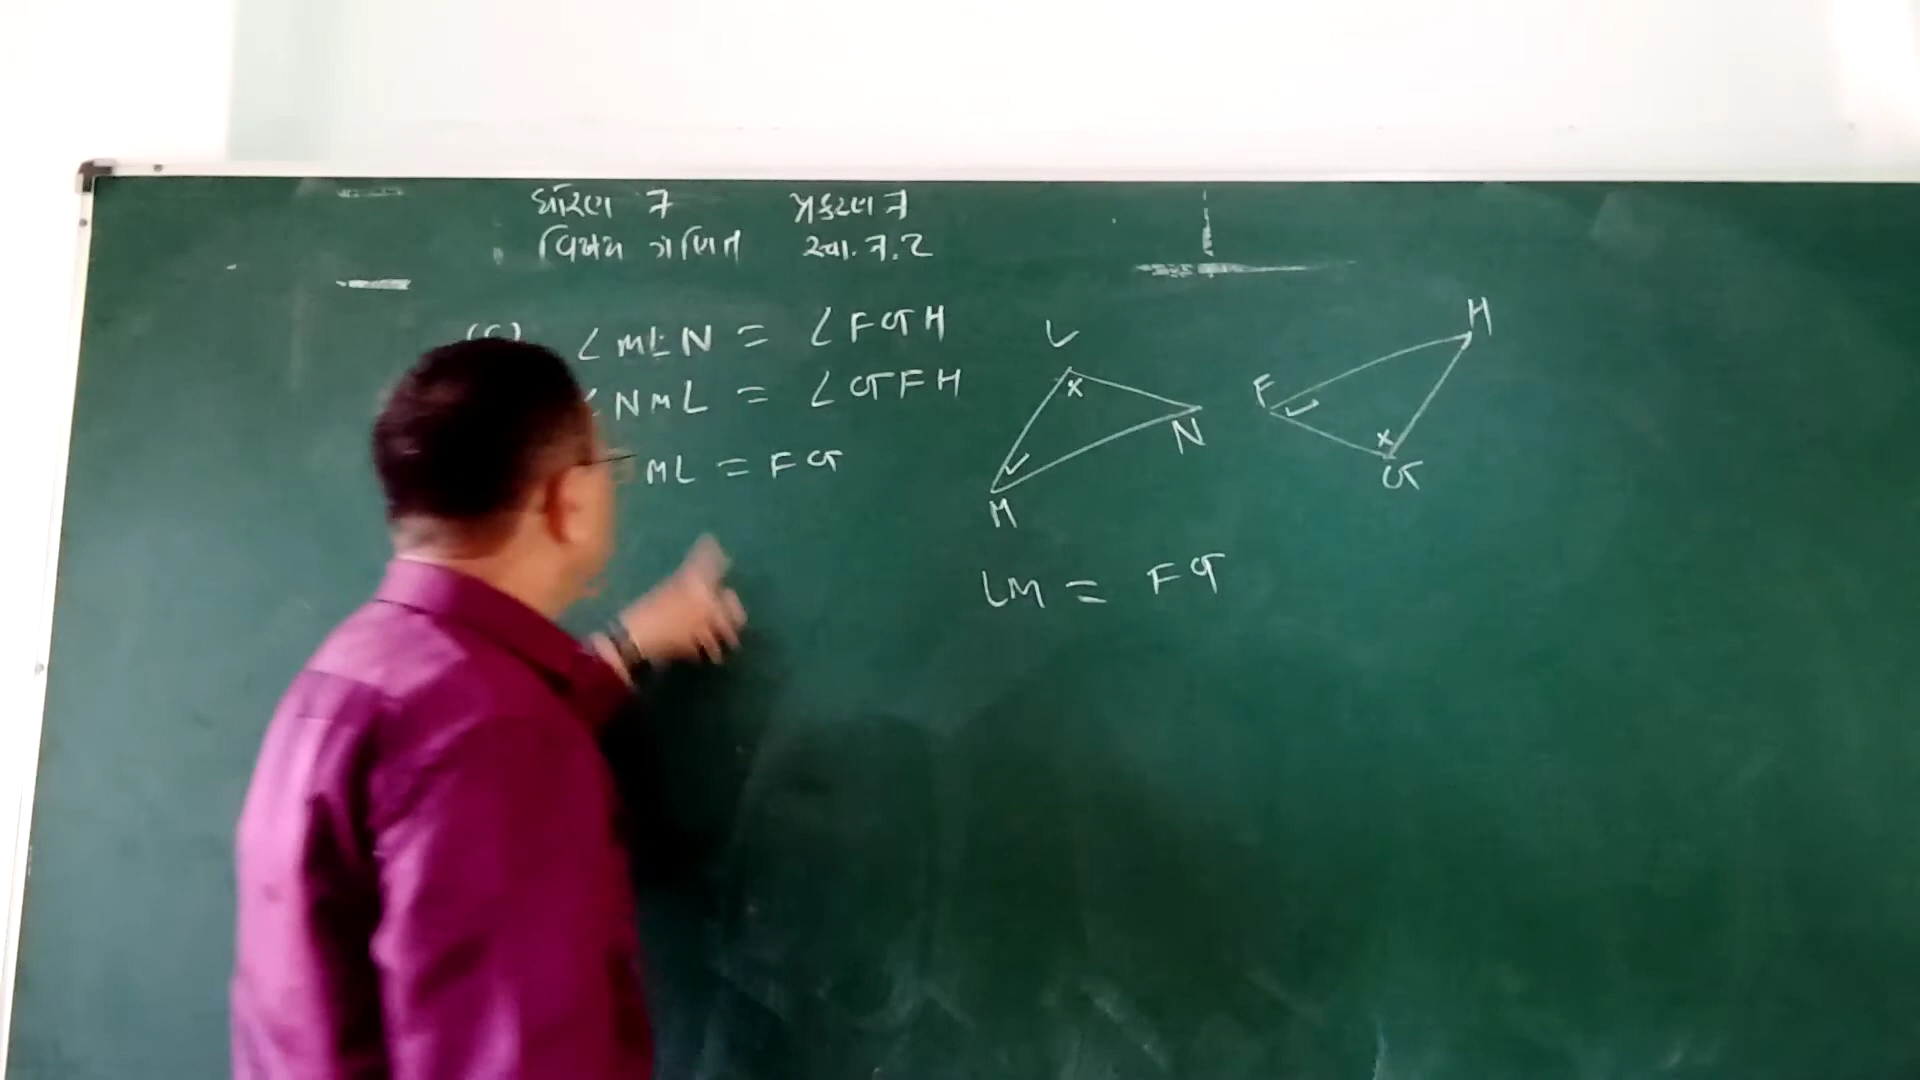 ધોરણ 7 પ્રકરણ 7
વિષય ગણિત સ્વા. 7.2
∠MLN = ∠FGH
∠NML = ∠GFH
ML = FG
L
x
N
M
H
F
x
G
LM = FG